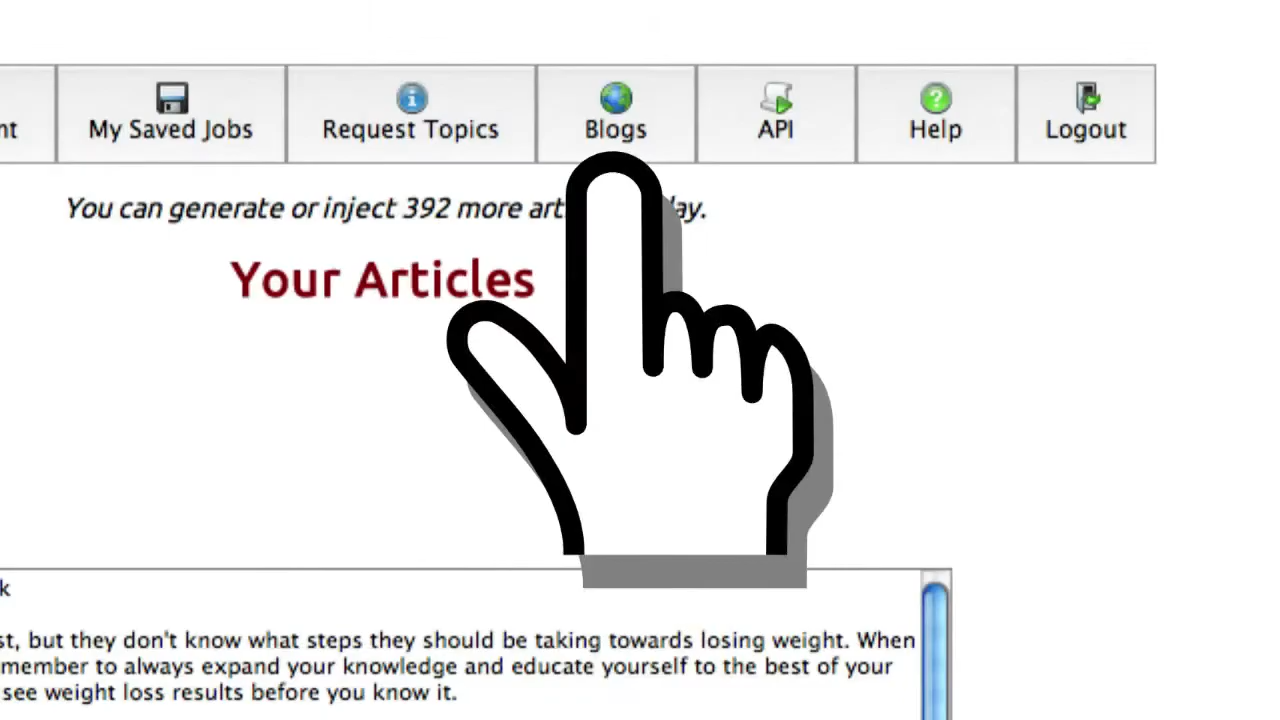 nt My Saved Jobs Request Topics Blogs API Help Logout
You can generate or inject 392 more art ay.
Your Articles
k
st, but they don't know what steps they should be taking towards losing weight. When
member to always expand your knowledge and educate yourself to the best of your
see weight loss results before you know it.